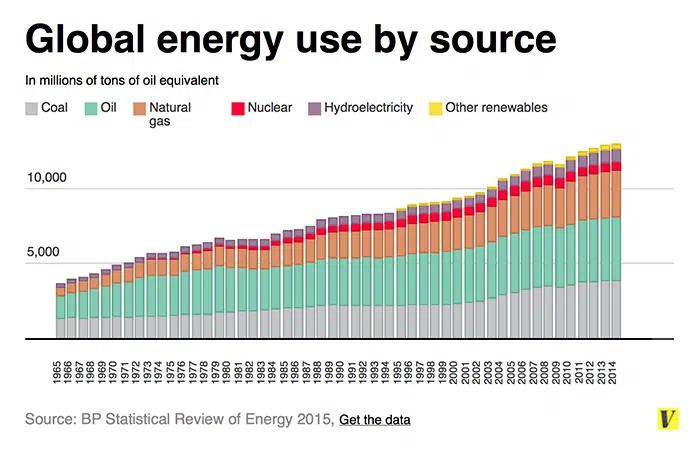 Global energy use by source
In millions of tons of oil equivalent
Coal Oil Natural gas Nuclear Hydroelectricity Other renewables
10,000
5,000
1965 1966 1967 1968 1969 1970 1971 1972 1973 1974 1975 1976 1977 1978 1979 1980 1981 1982 1983 1984 1985 1986 1987 1988 1989 1990 1991 1992 1993 1994 1995 1996 1997 1998 1999 2000 2001 2002 2003 2004 2005 2006 2007 2008 2009 2010 2011 2012 2013 2014
Source: BP Statistical Review of Energy 2015, Get the data
V